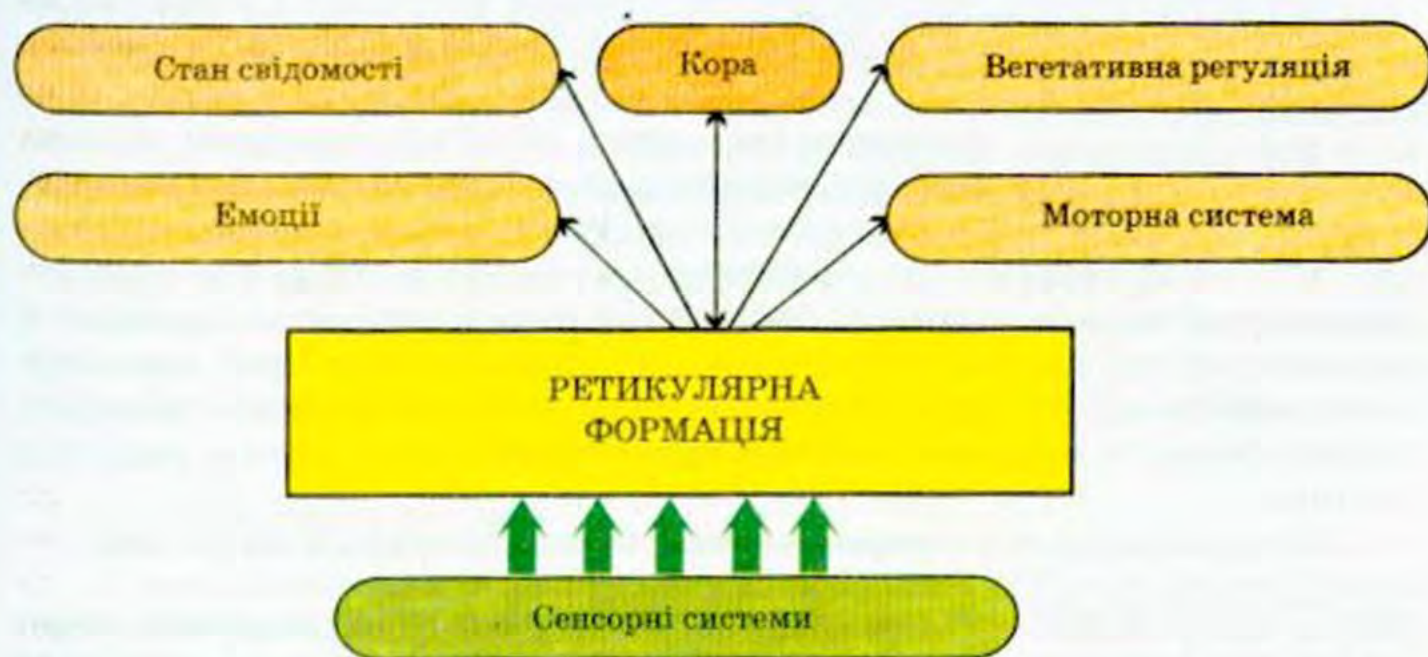 Стан свідомості
Кора
Вегетативна регуляція
Емоції
Моторна система
РЕТИКУЛЯРНА
ФОРМАЦІЯ
Сенсорні системи